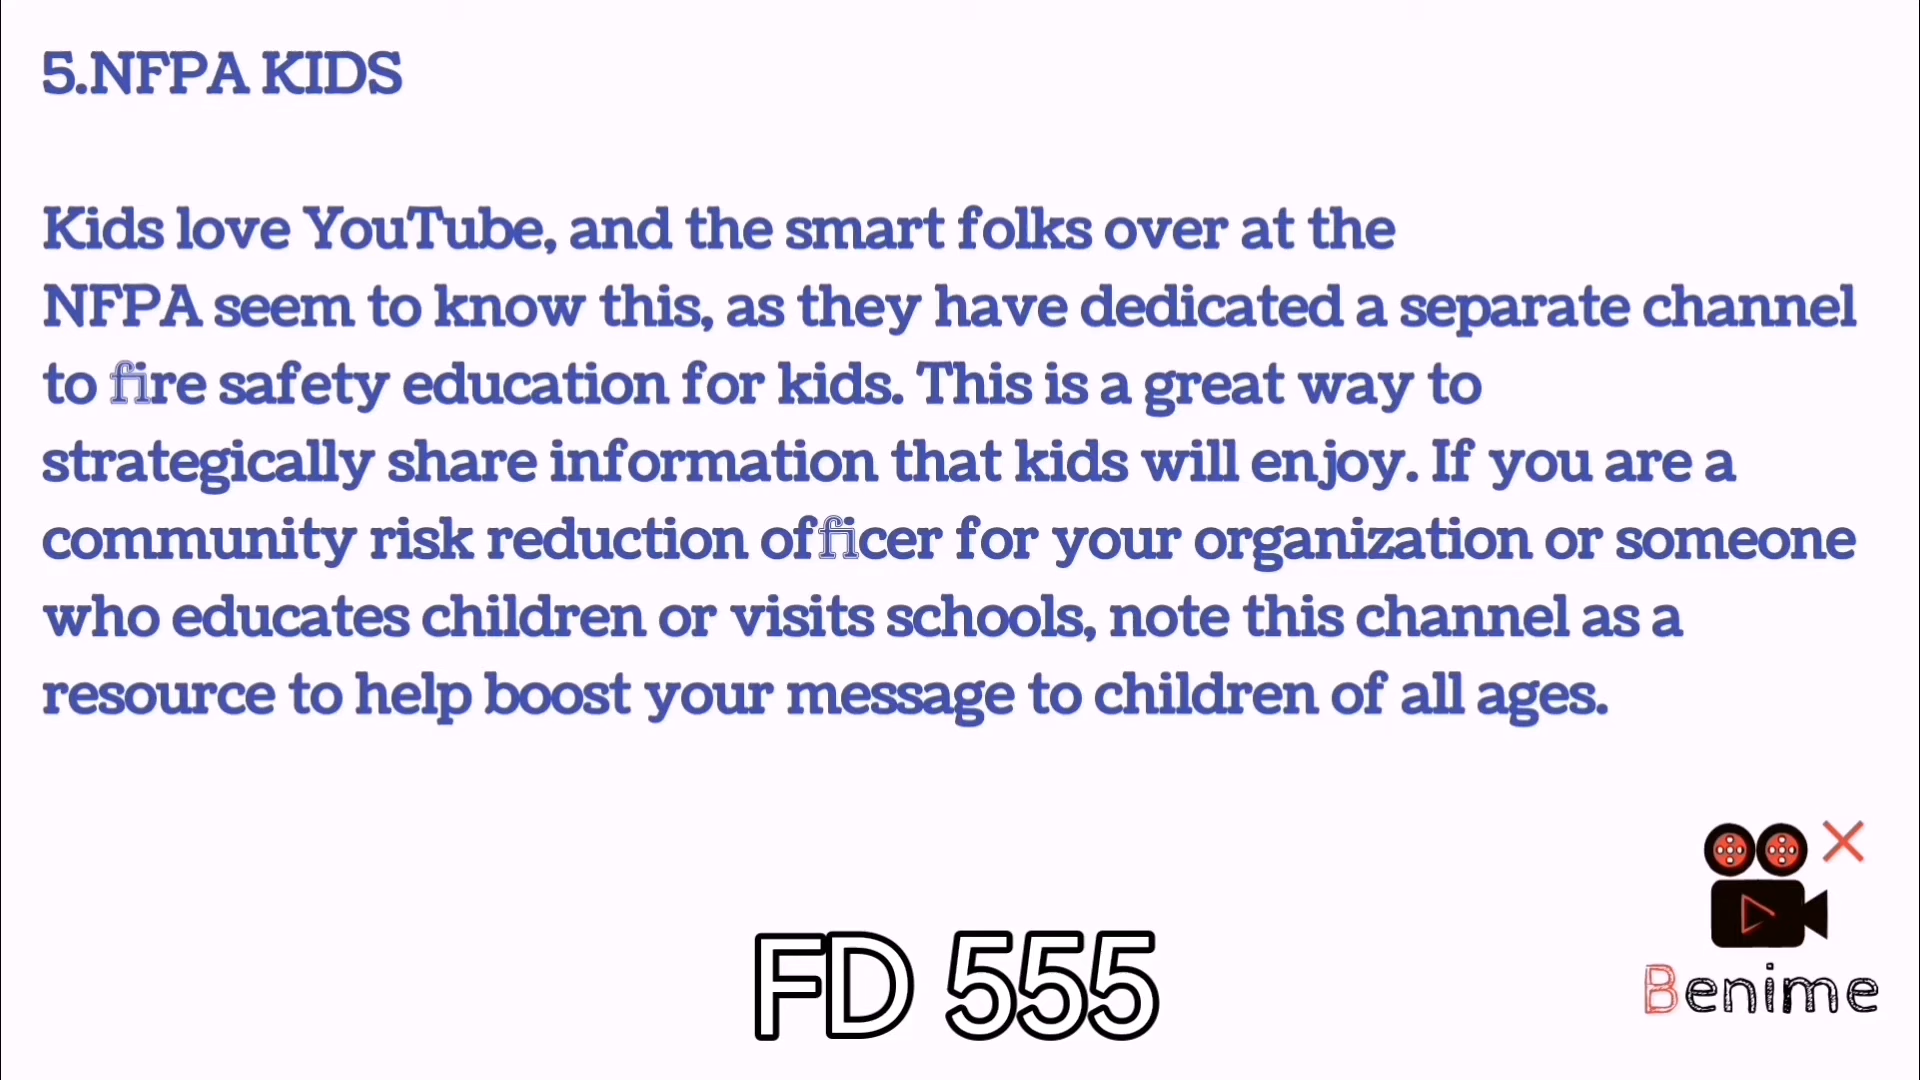 5.NFPA KIDS
Kids love YouTube, and the smart folks over at the
NFPA seem to know this, as they have dedicated a separate channel
to fire safety education for kids. This is a great way to
strategically share information that kids will enjoy. If you are a
community risk reduction officer for your organization or someone
who educates children or visits schools, note this channel as a
resource to help boost your message to children of all ages.
FD 555
Benime